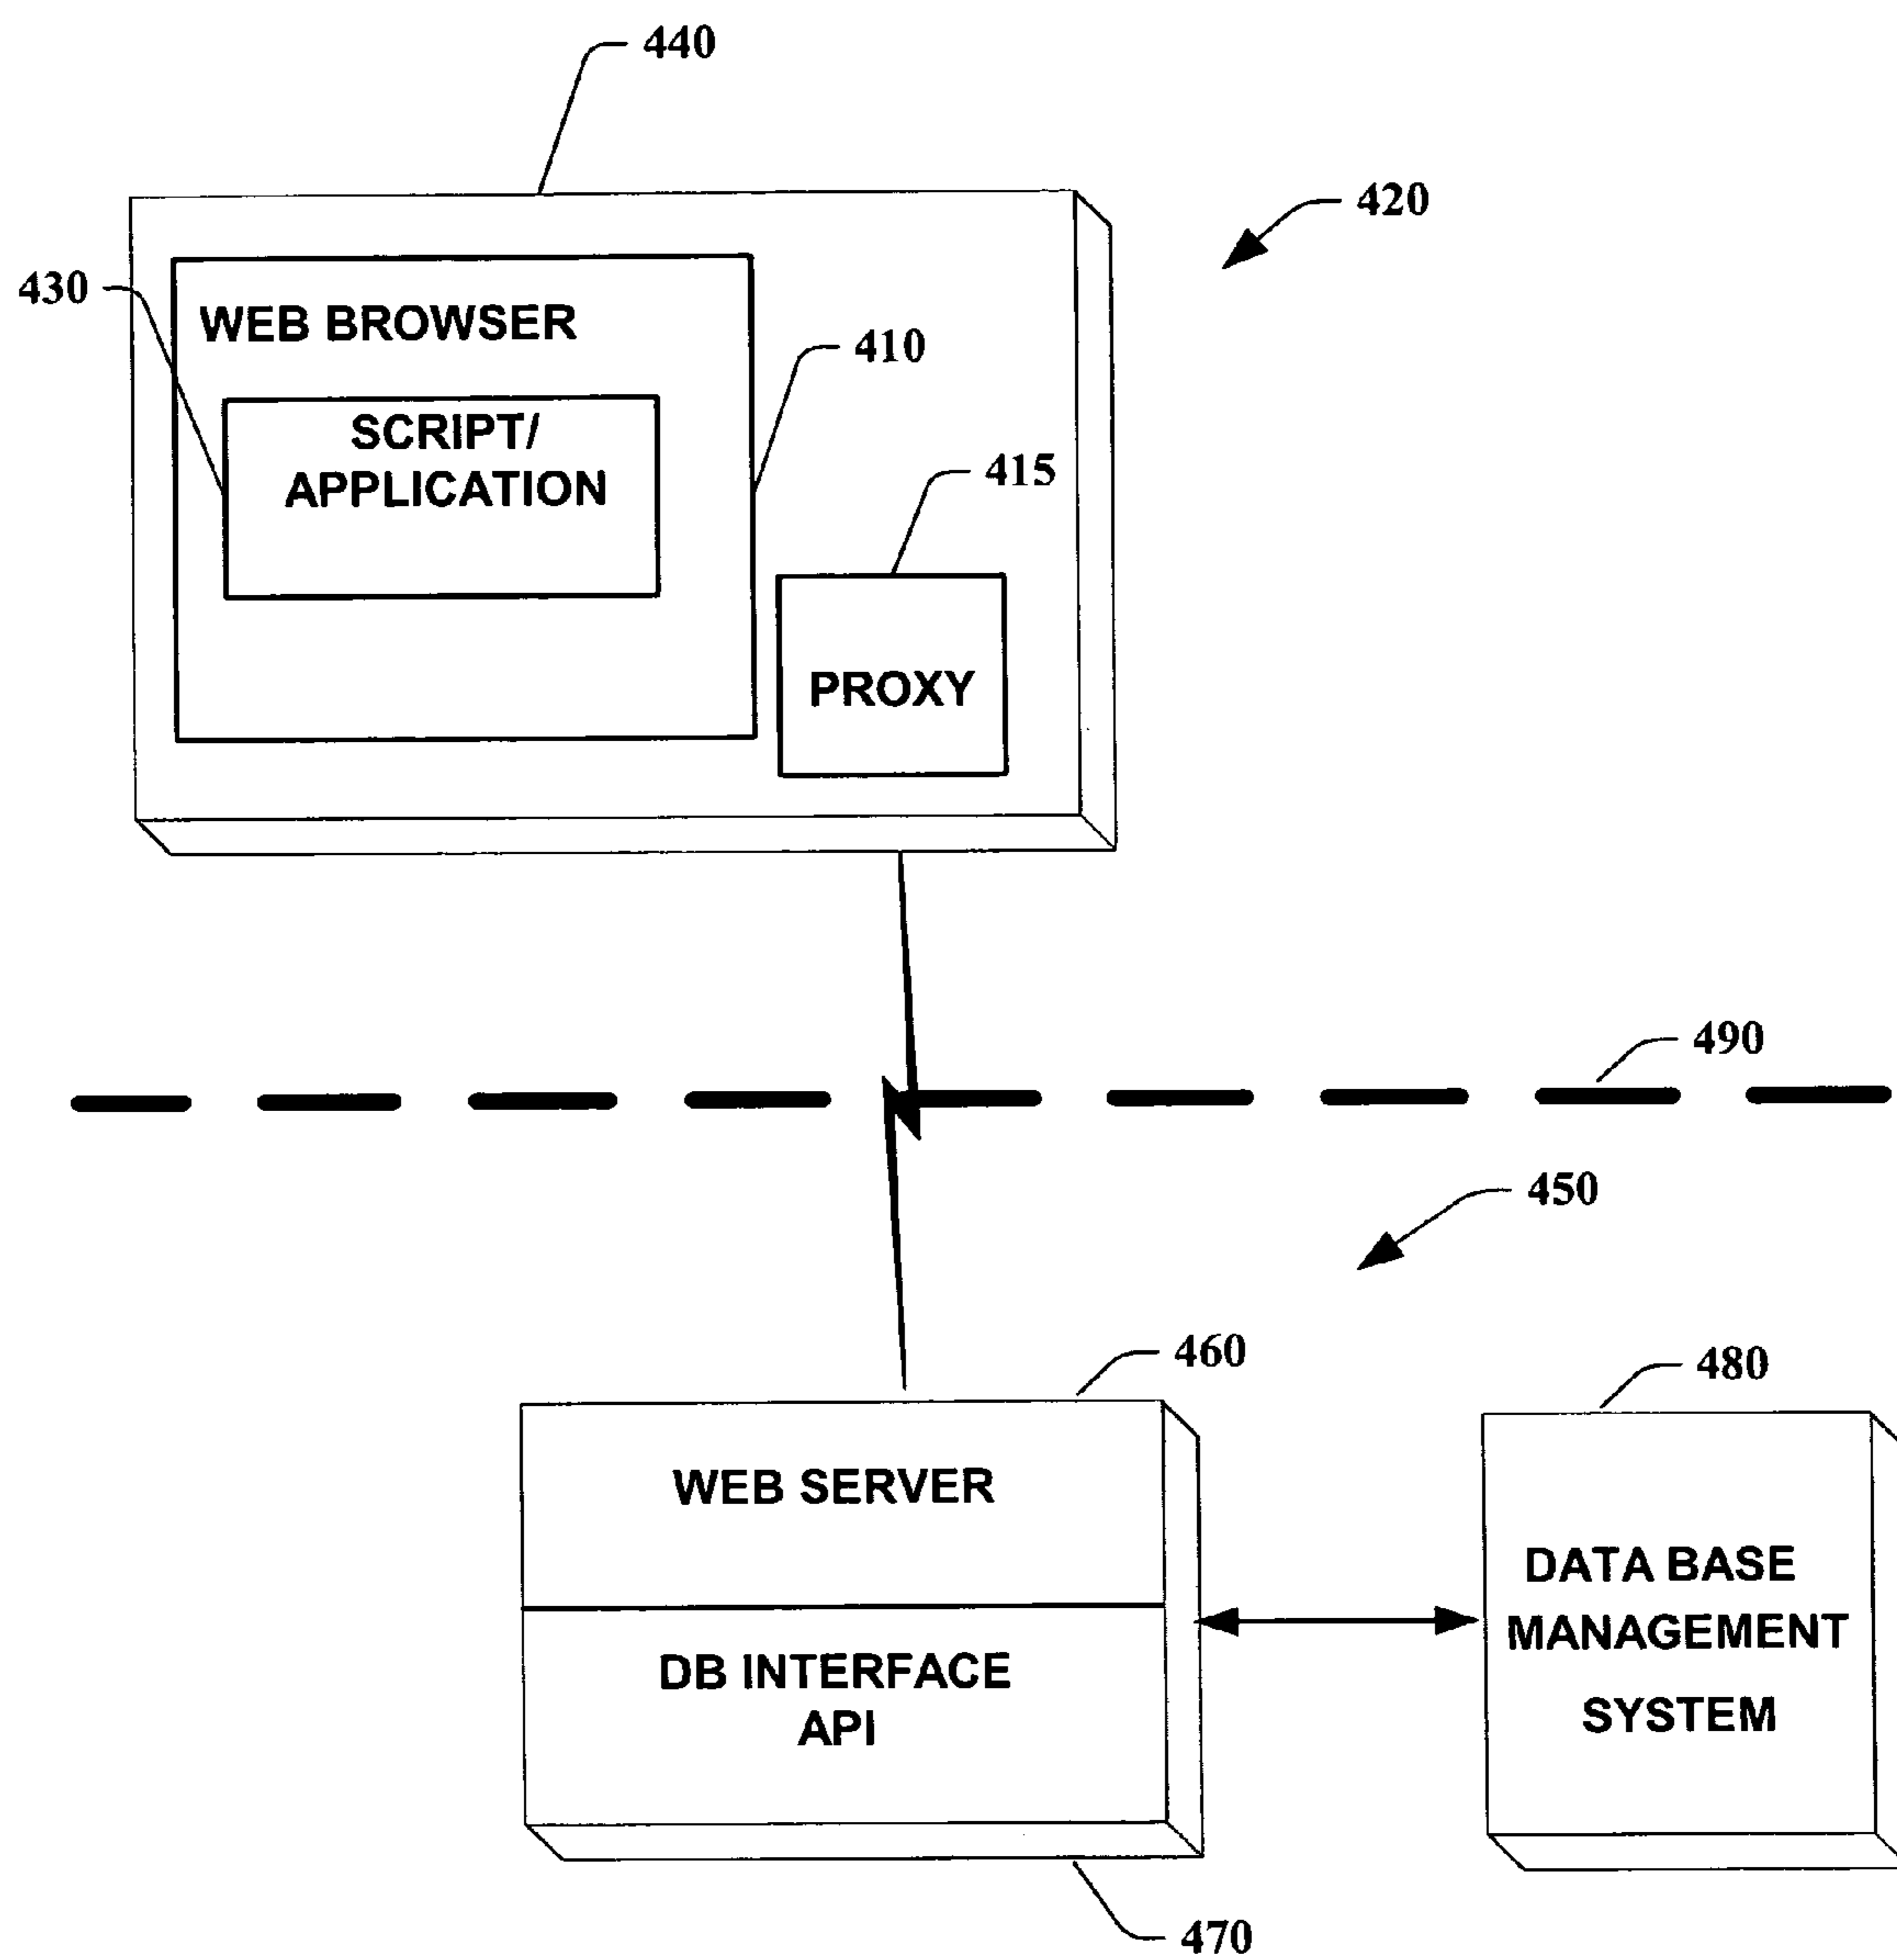 440
420
430
WEB BROWSER
410
SCRIPT/
APPLICATION
415
PROXY
490
450
460
480
WEB SERVER
DB INTERFACE
API
DATA BASE
MANAGEMENT
SYSTEM
470